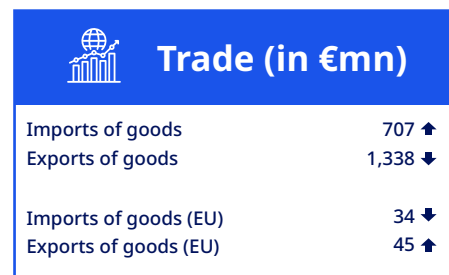 Trade (in €mn)
Imports of goods 707
Exports of goods 1,338
Imports of goods (EU) 34
Exports of goods (EU) 45